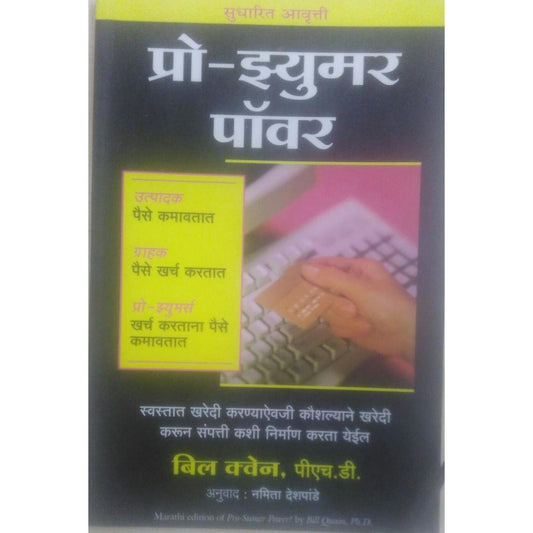 सुधारित आवृत्ती
प्रो-झ्युमर
पॉवर
उत्पादक
पैसे कमावतात
ग्राहक
पैसे खर्च करतात
प्रो-झ्युमर्स
खर्च करताना पैसे
कमावतात
स्वस्तात खरेदी करण्याऐवजी कौशल्याने खरेदी
करून संपत्ती कशी निर्माण करता येईल
बिल क्वेन, पीएच.डी.
अनुवाद : नमिता देशपांडे
Marathi edition of Pro-Sumer Power! by Bill Quain, Ph.D.